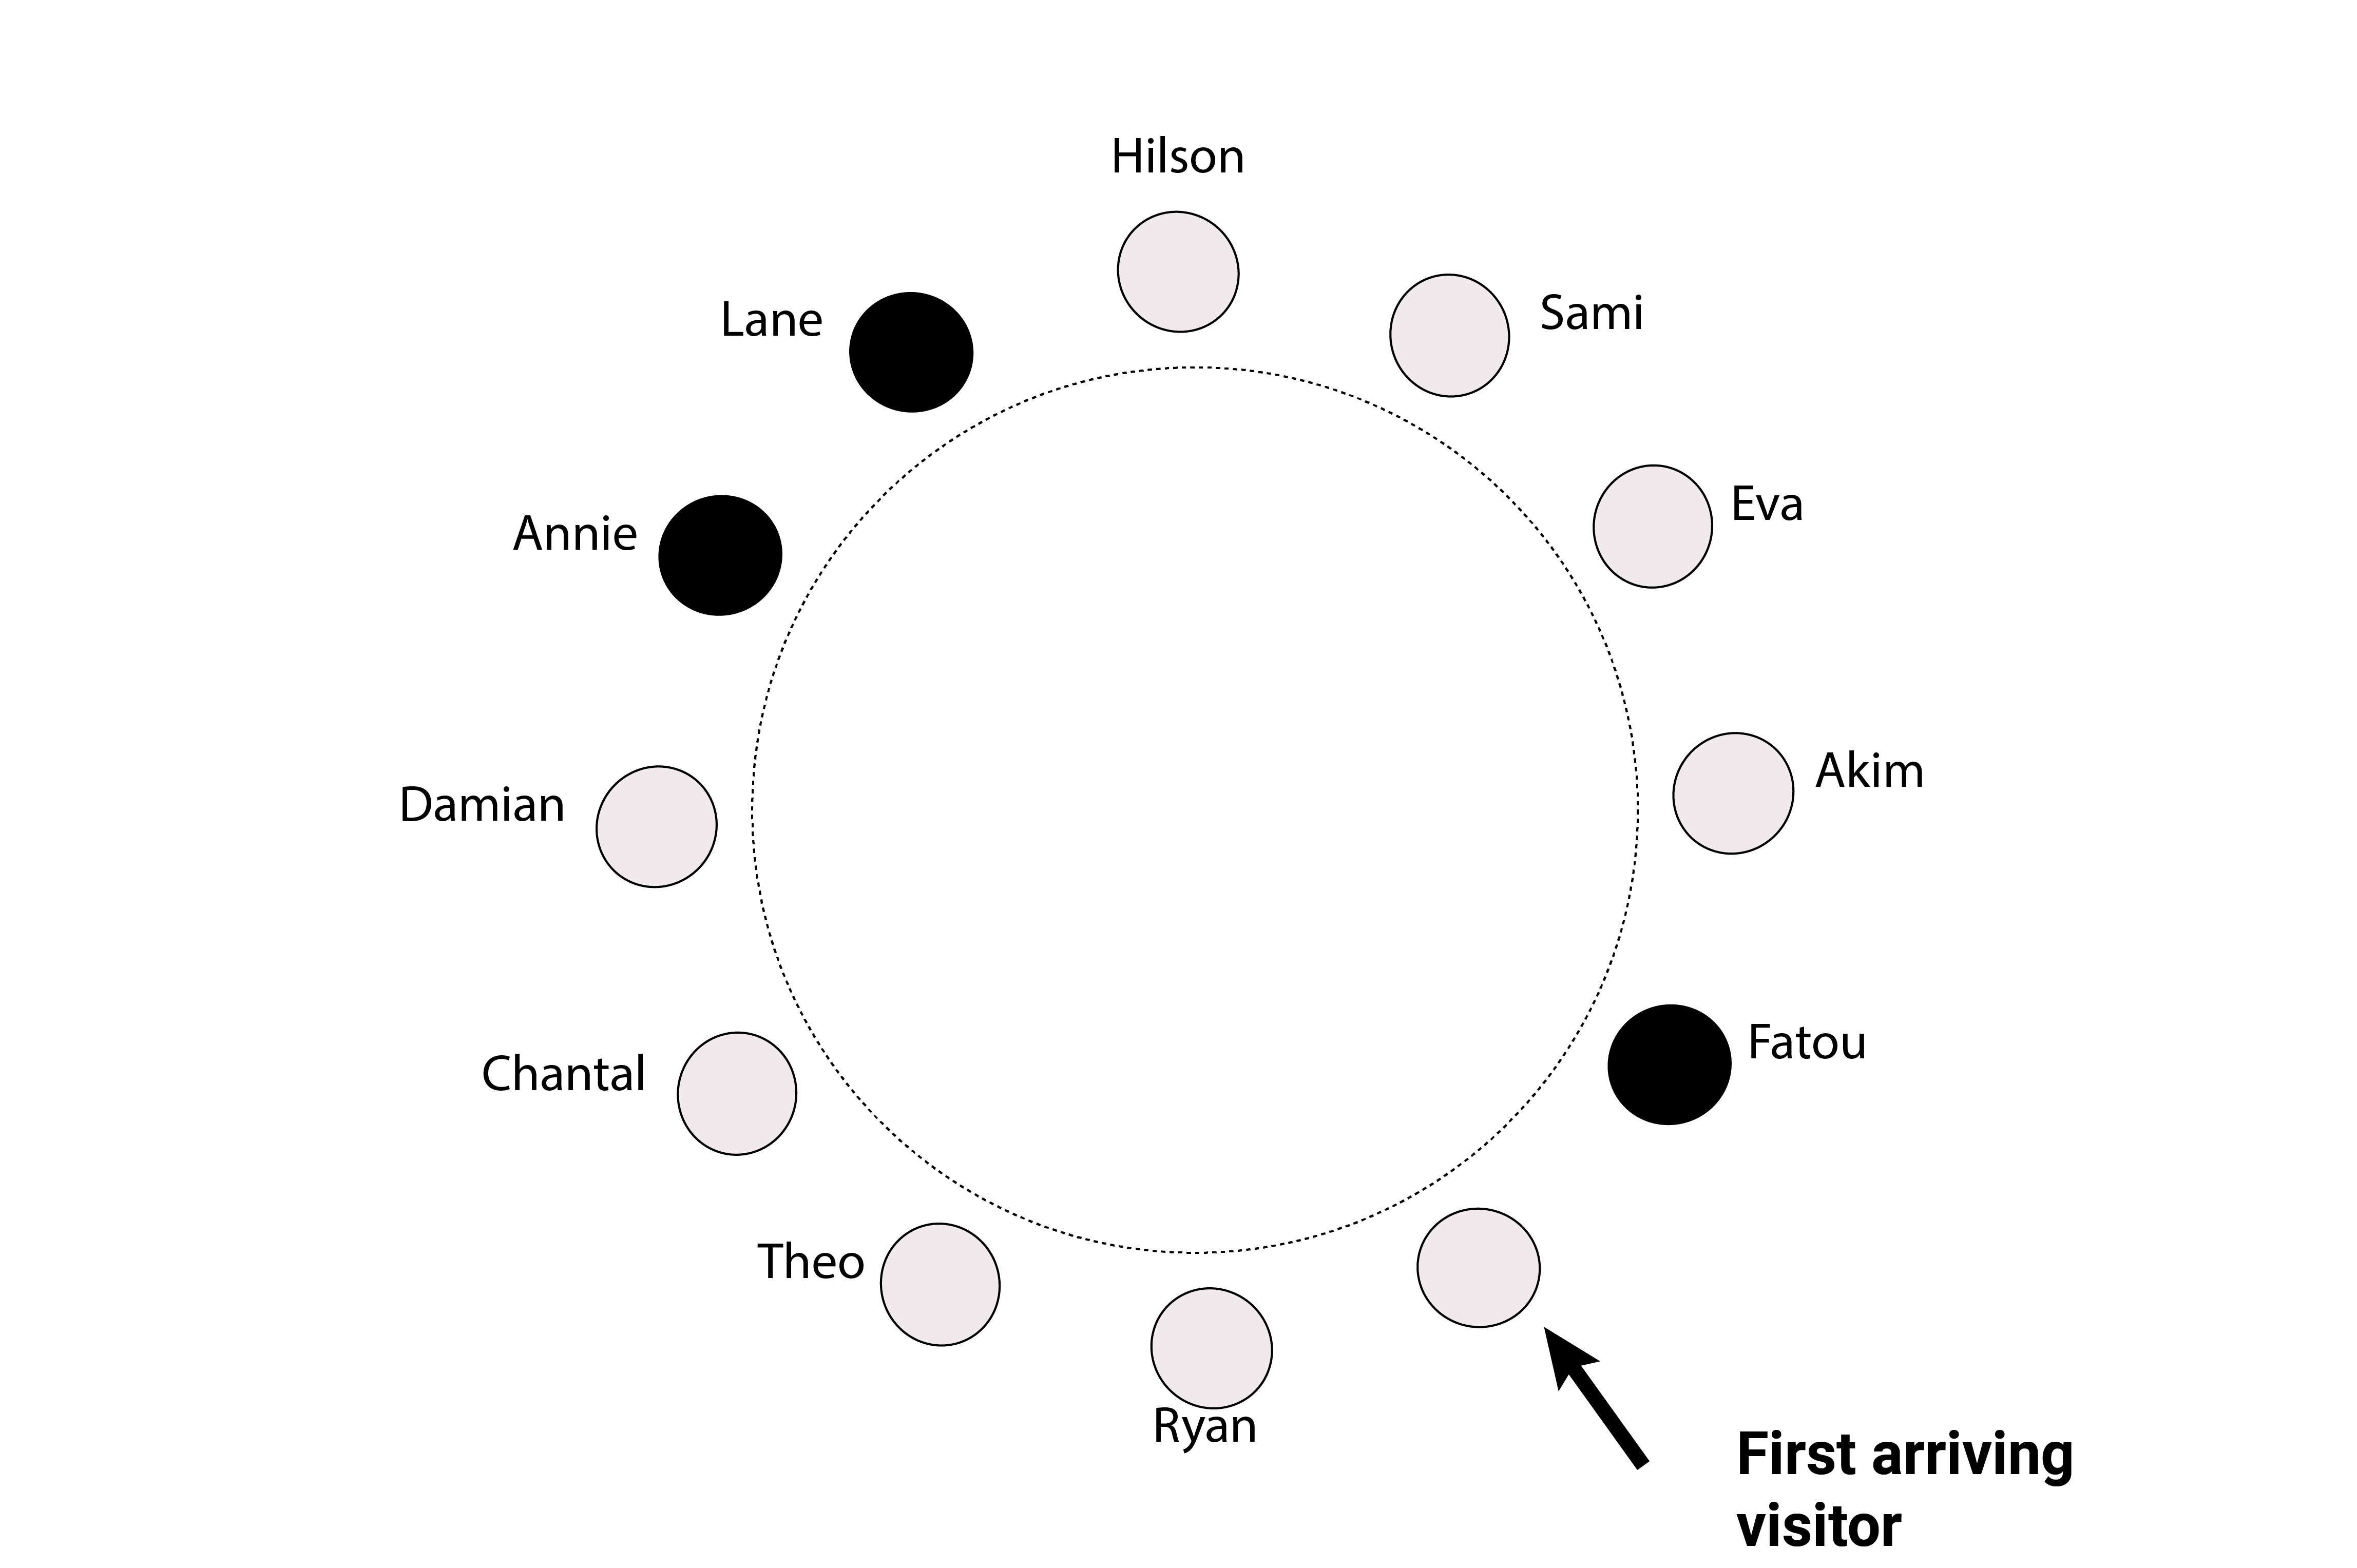 Hilson
Sami
Lane
Eva
Annie
Akim
Damian
Fatou
Chantal
Theo
Ryan
First arriving
visitor